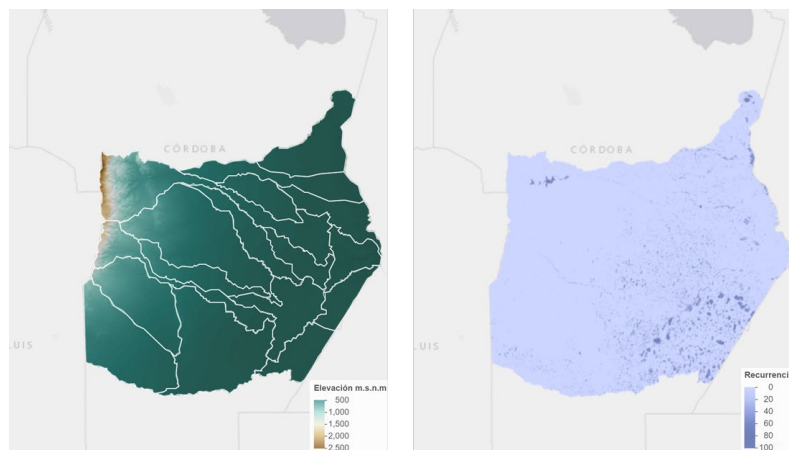 CÓRDOBA
LUIS
Elevación m.s.n.m
500
1,000
1,500
2,000
2,500
CÓRDOBA
LUIS
Recurrenci
0
20
40
60
80
100